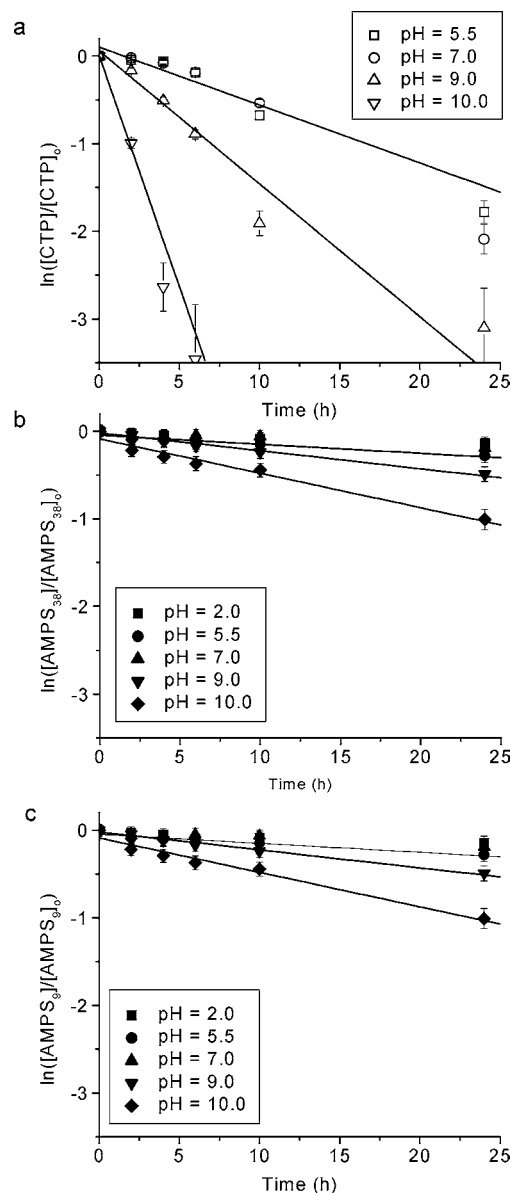 a
pH = 5.5
pH = 7.0
pH = 9.0
pH = 10.0
ln([CTP]/[CTP]₀)
0
-1
-2
-3
0 5 10 15 20 25
Time (h)
b
ln([AMPS₃₈]/[AMPS₃₈]₀)
0
-1
-2
-3
pH = 2.0
pH = 5.5
pH = 7.0
pH = 9.0
pH = 10.0
0 5 10 15 20 25
Time (h)
c
ln([AMPS₉]/[AMPS₉]₀)
0
-1
-2
-3
pH = 2.0
pH = 5.5
pH = 7.0
pH = 9.0
pH = 10.0
0 5 10 15 20 25
Time (h)